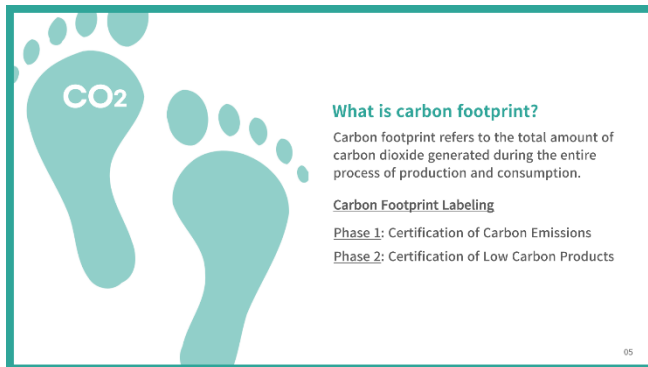 CO2
What is carbon footprint?
Carbon footprint refers to the total amount of
carbon dioxide generated during the entire
process of production and consumption.
Carbon Footprint Labeling
Phase 1: Certification of Carbon Emissions
Phase 2: Certification of Low Carbon Products
05